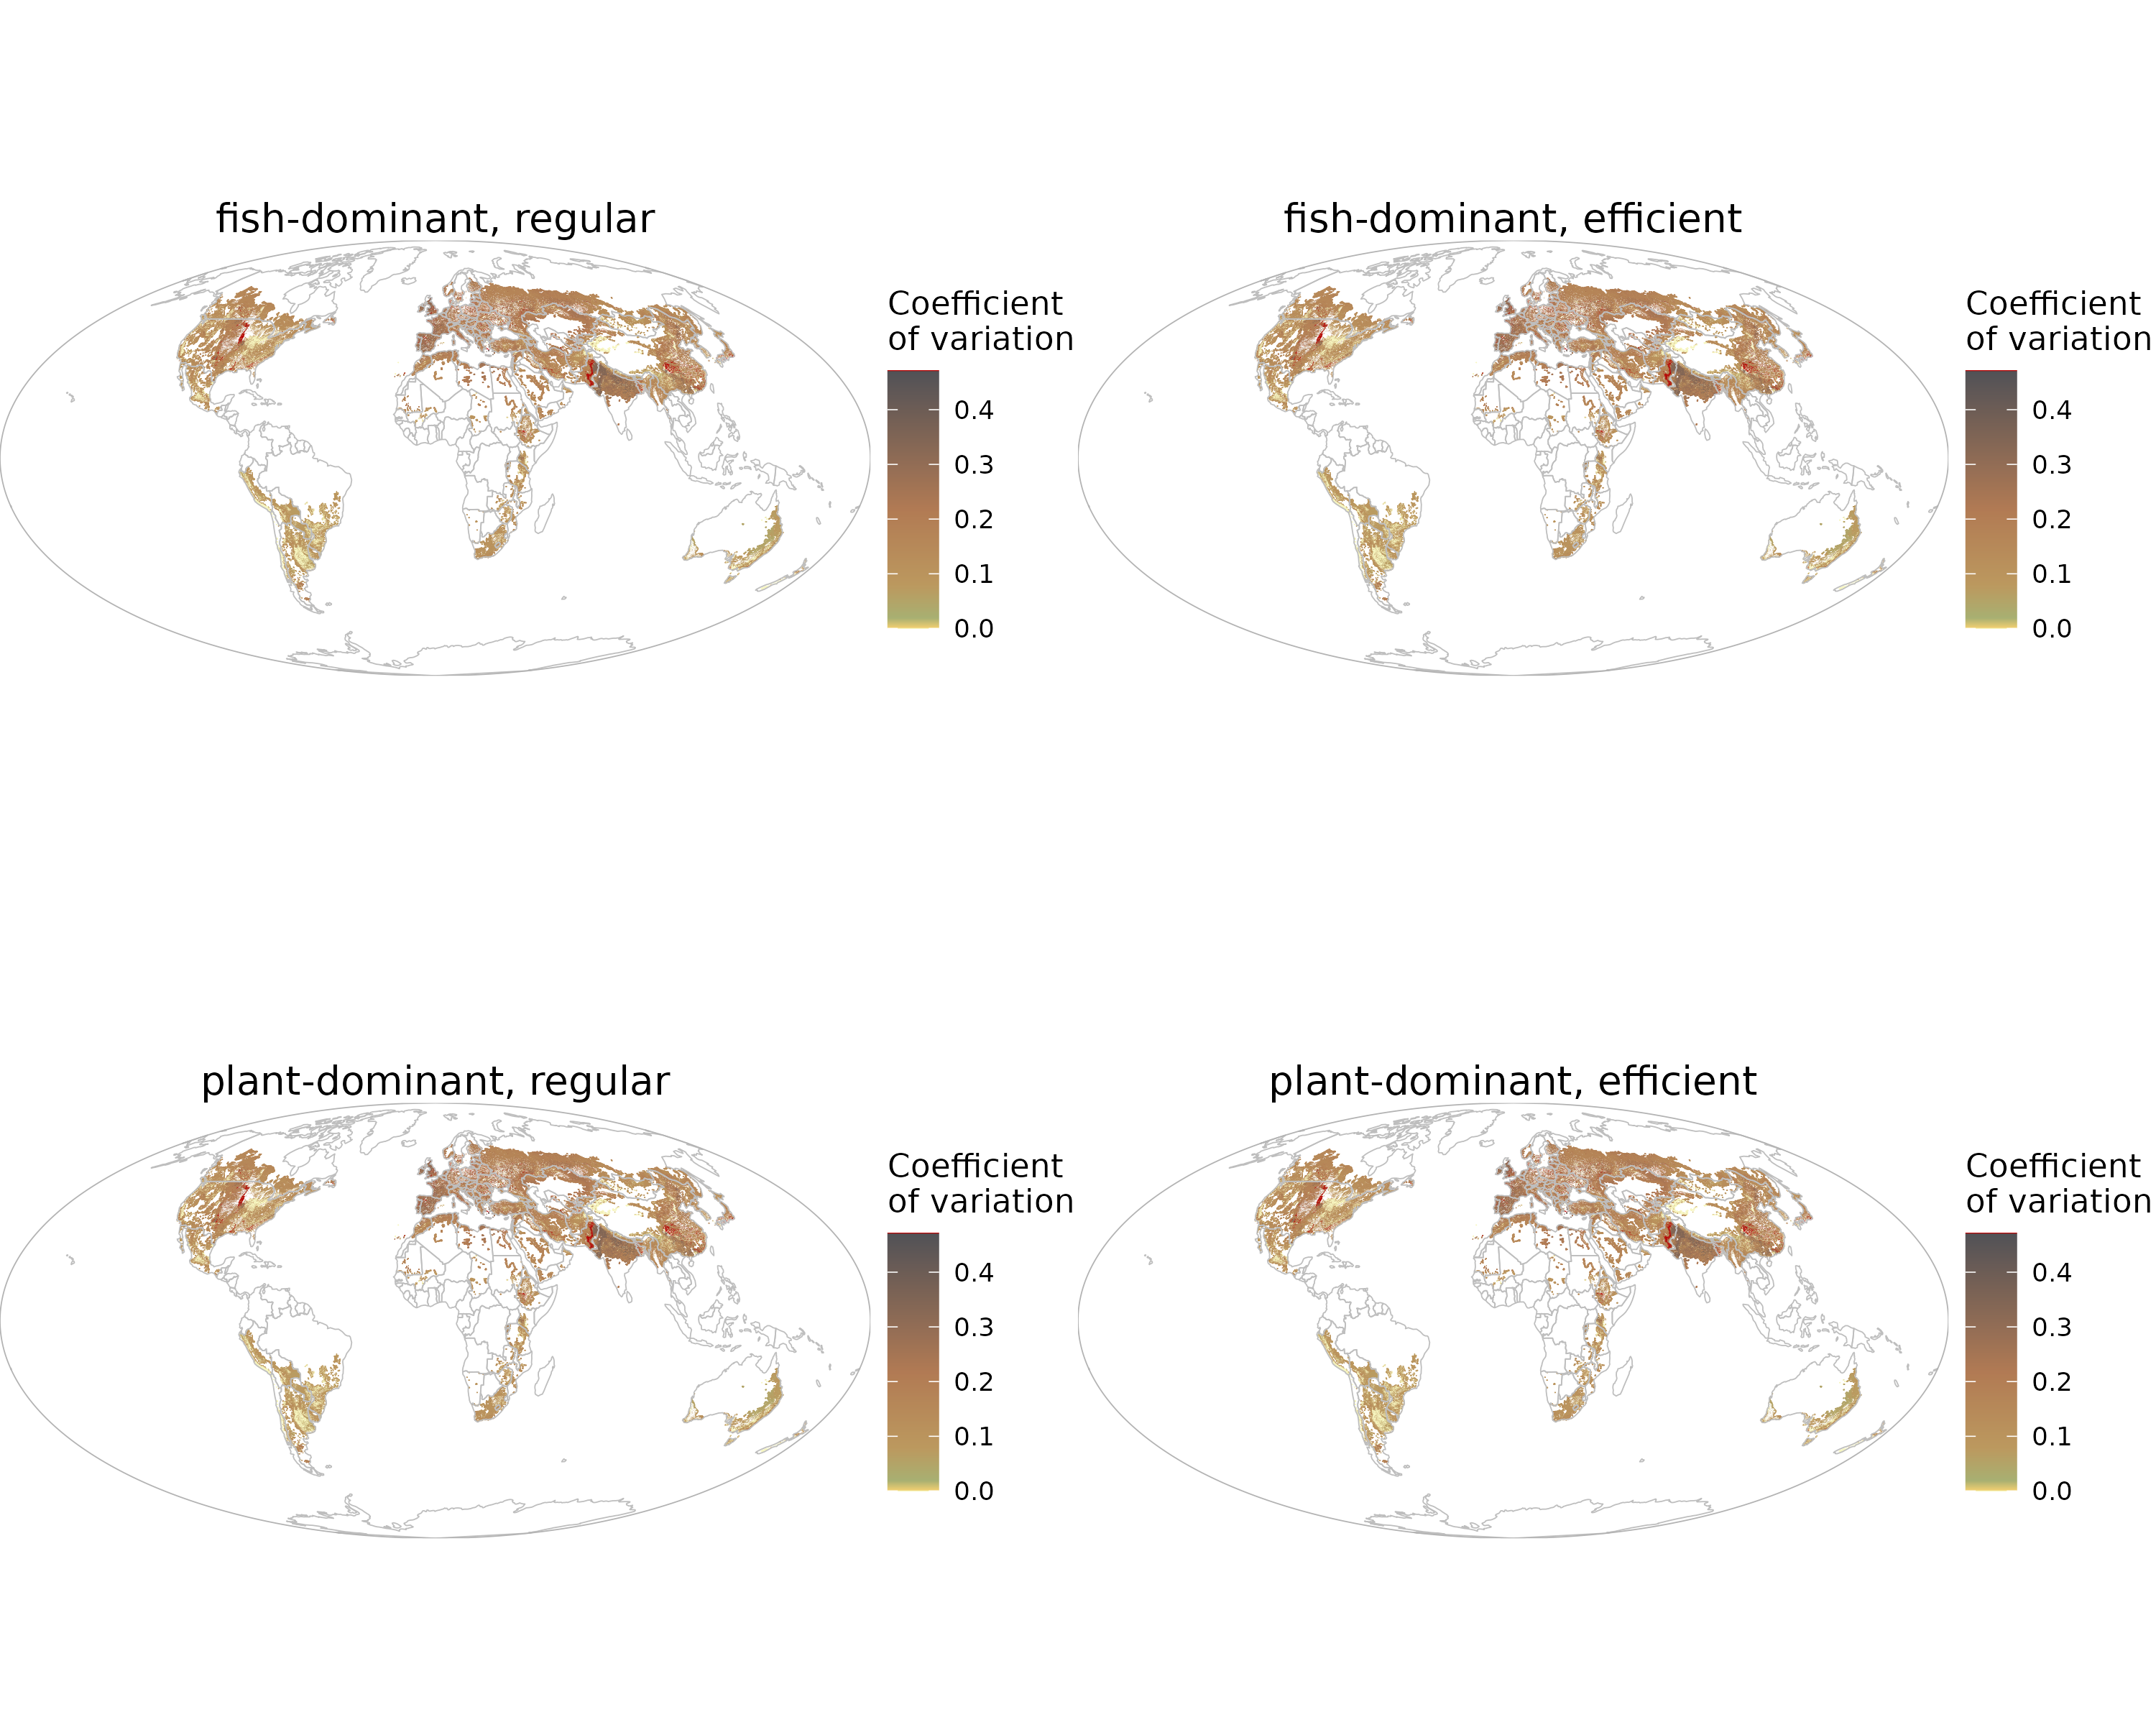 fish-dominant, regular
Coefficient
of variation
0.4
0.3
0.2
0.1
0.0
fish-dominant, efficient
Coefficient
of variation
0.4
0.3
0.2
0.1
0.0
plant-dominant, regular
Coefficient
of variation
0.4
0.3
0.2
0.1
0.0
plant-dominant, efficient
Coefficient
of variation
0.4
0.3
0.2
0.1
0.0